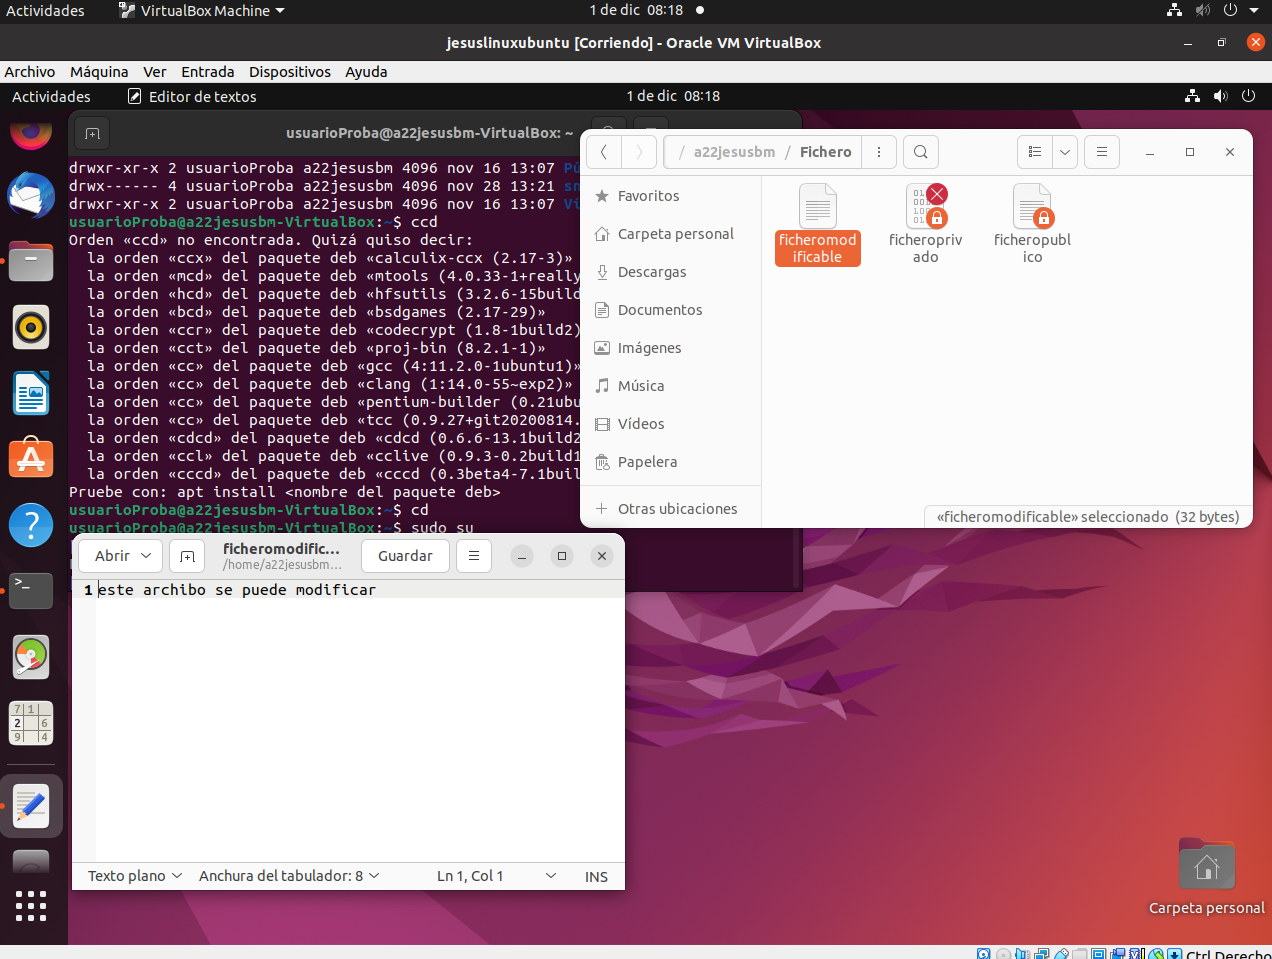 Actividades
VirtualBox Machine
1 de dic 08:18
jesuslinuxubuntu [Corriendo] - Oracle VM VirtualBox
Archivo Máquina Ver Entrada Dispositivos Ayuda
Actividades
Editor de textos
1 de dic 08:18
usuarioProba@a22jesusbm-VirtualBox: ~
drwxr-xr-x 2 usuarioProba a22jesusbm 4096 nov 16 13:07
drwx------ 4 usuarioProba a22jesusbm 4096 nov 28 13:21
drwxr-xr-x 2 usuarioProba a22jesusbm 4096 nov 16 13:07
usuarioProba@a22jesusbm-VirtualBox:~$ ccd
Orden «ccd» no encontrada. Quizá quiso decir:
la orden «ccx» del paquete deb «calculix-ccx (2.17-3)»
la orden «mcd» del paquete deb «mtools (4.0.33-1+really
la orden «hcd» del paquete deb «hfsutils (3.2.6-15build
la orden «bcd» del paquete deb «bsdgames (2.17-29)»
la orden «ccr» del paquete deb «codecrypt (1.8-1build2)
la orden «cct» del paquete deb «proj-bin (8.2.1-1)»
la orden «cc» del paquete deb «gcc (4:11.2.0-1ubuntu1)»
la orden «cc» del paquete deb «clang (1:14.0-55~exp2)»
la orden «cc» del paquete deb «pentium-builder (0.21ubu
la orden «cc» del paquete deb «tcc (0.9.27+git20200814.
la orden «cdcd» del paquete deb «cdcd (0.6.6-13.1build2
la orden «ccl» del paquete deb «cclive (0.9.3-0.2build1
la orden «cccd» del paquete deb «cccd (0.3beta4-7.1buil
Pruebe con: apt install <nombre del paquete deb>
usuarioProba@a22jesusbm-VirtualBox:~$ cd
usuarioProba@a22jesusbm-VirtualBox:~$ sudo su
/ a22jesusbm / Fichero
Favoritos
Carpeta personal
Descargas
Documentos
Imágenes
Música
Vídeos
Papelera
Otras ubicaciones
ficheromod
ificable
ficheropriv
ado
ficheropubl
ico
«ficheromodificable» seleccionado (32 bytes)
Abrir
ficheromodific...
/home/a22jesusbm...
Guardar
1 este archibo se puede modificar
Texto plano
Anchura del tabulador: 8
Ln 1, Col 1
INS
Carpeta personal
Ctrl Derecho